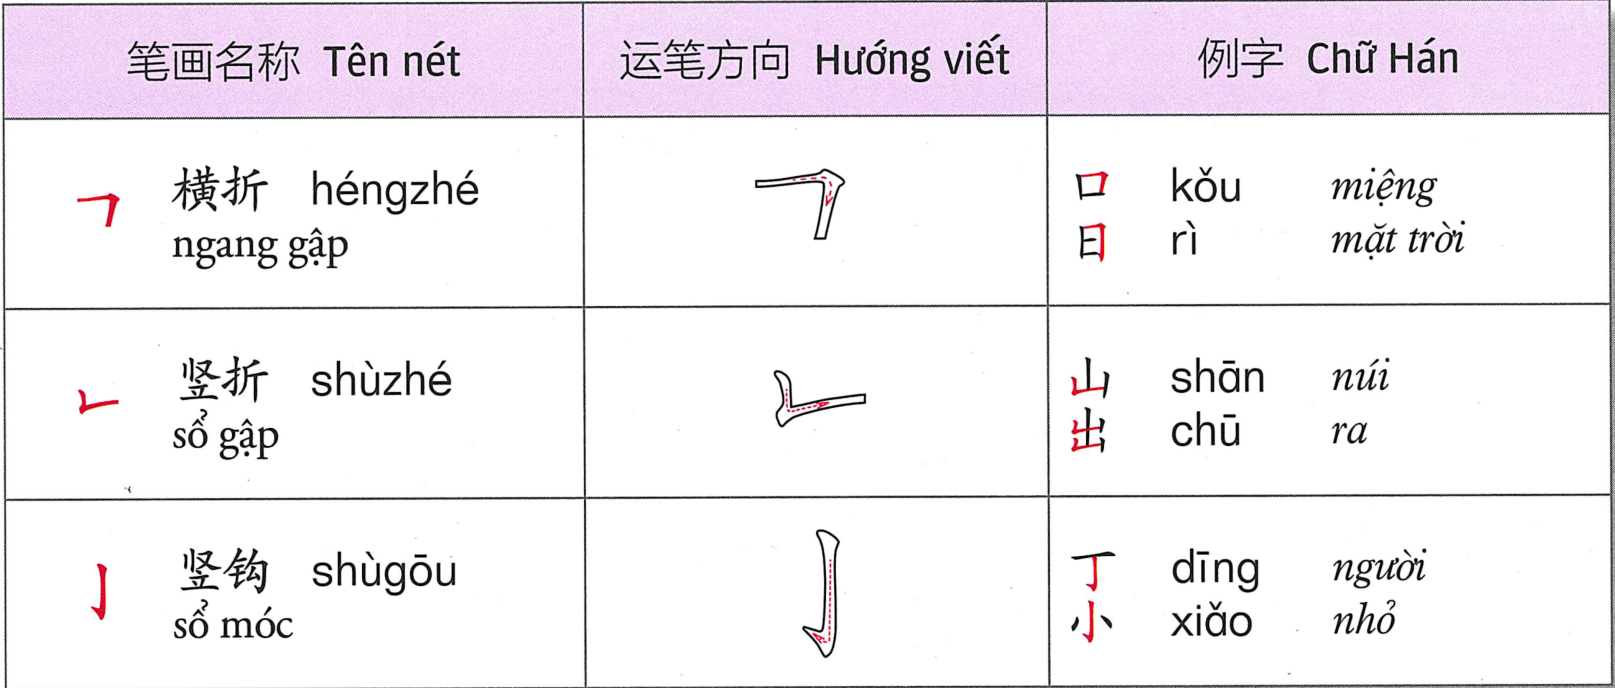 笔画名称 Tên nét
运笔方向 Hướng viết
例字 Chữ Hán
㇕ 横折 héngzhé
ngang gập
口 kǒu miệng
日 rì mặt trời
㇗ 竖折 shùzhé
sổ gập
山 shān núi
出 chū ra
亅 竖钩 shùgōu
sổ móc
丁 dīng người
小 xiǎo nhỏ